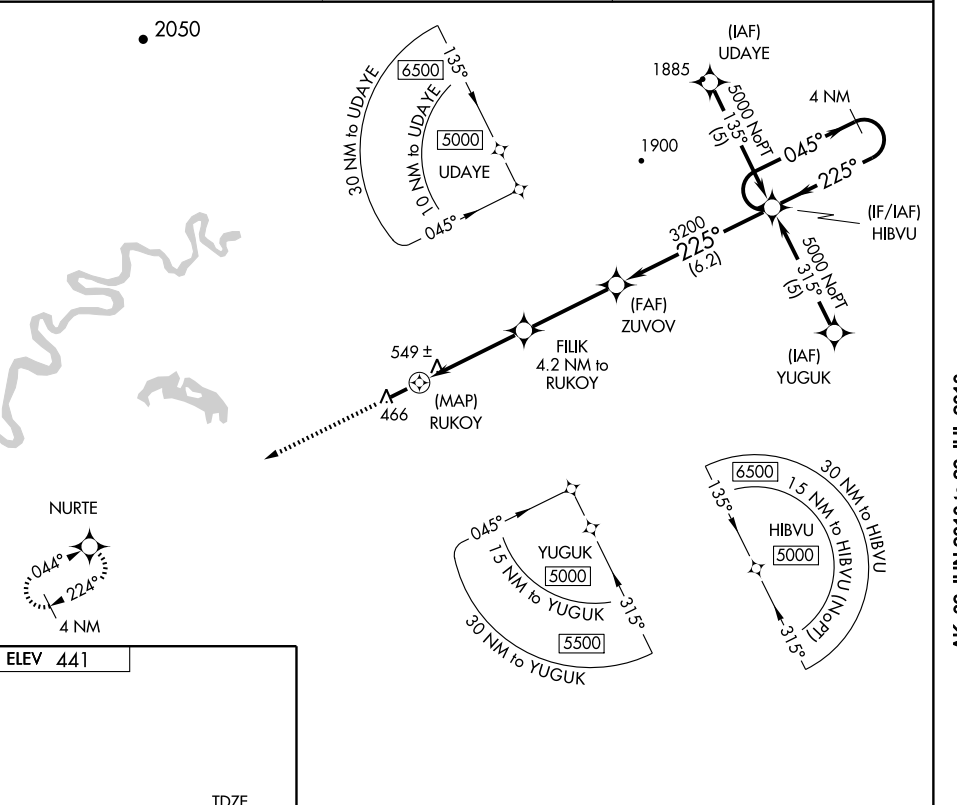 2050
(IAF)
UDAYE
1885
4 NM
5000 NoPT
135°
(5)
045°
225°
1900
(IF/IAF)
HIBVU
3200
225°
(6.2)
5000 NoPT
315°
(5)
(IAF)
YUGUK
(FAF)
ZUVOV
FILIK
4.2 NM to
RUKOY
549 ±
(MAP)
RUKOY
466
30 NM to UDAYE
6500
135°
10 NM to UDAYE
5000
UDAYE
045°
NURTE
044°
224°
4 NM
045°
YUGUK
5000
15 NM to YUGUK
315°
5500
30 NM to YUGUK
6500
135°
30 NM to HIBVU
15 NM to HIBVU (NoPT)
HIBVU
5000
315°
ELEV 441
TDZE